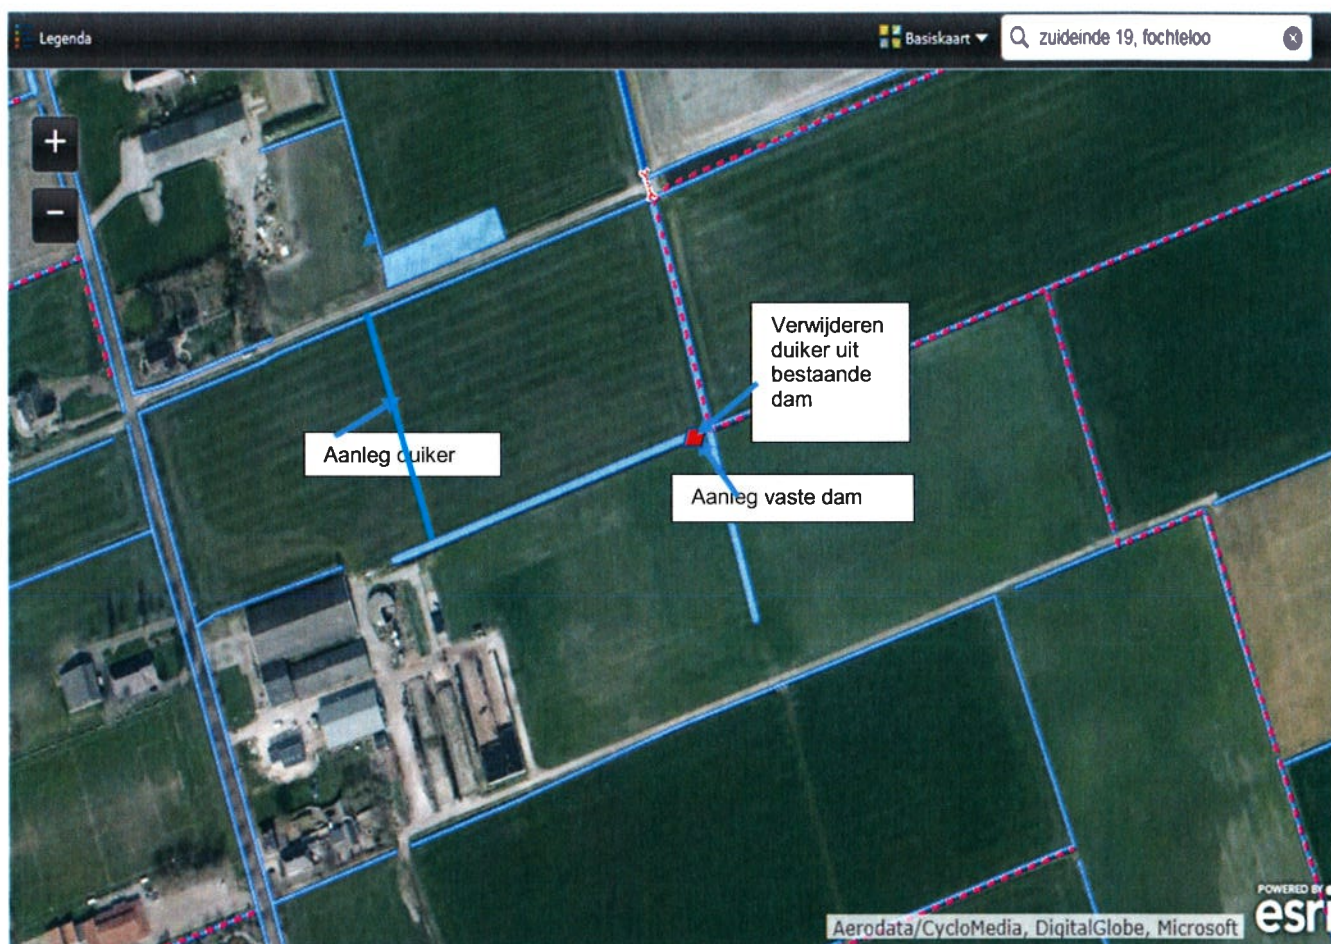 Legenda
Basiskaart
zuideinde 19, fochteloo
+
-
Verwijderen
duiker uit
bestaande
dam
Aanleg duiker
Aanleg vaste dam
POWERED BY
esri
Aerodata/CycloMedia, DigitalGlobe, Microsoft